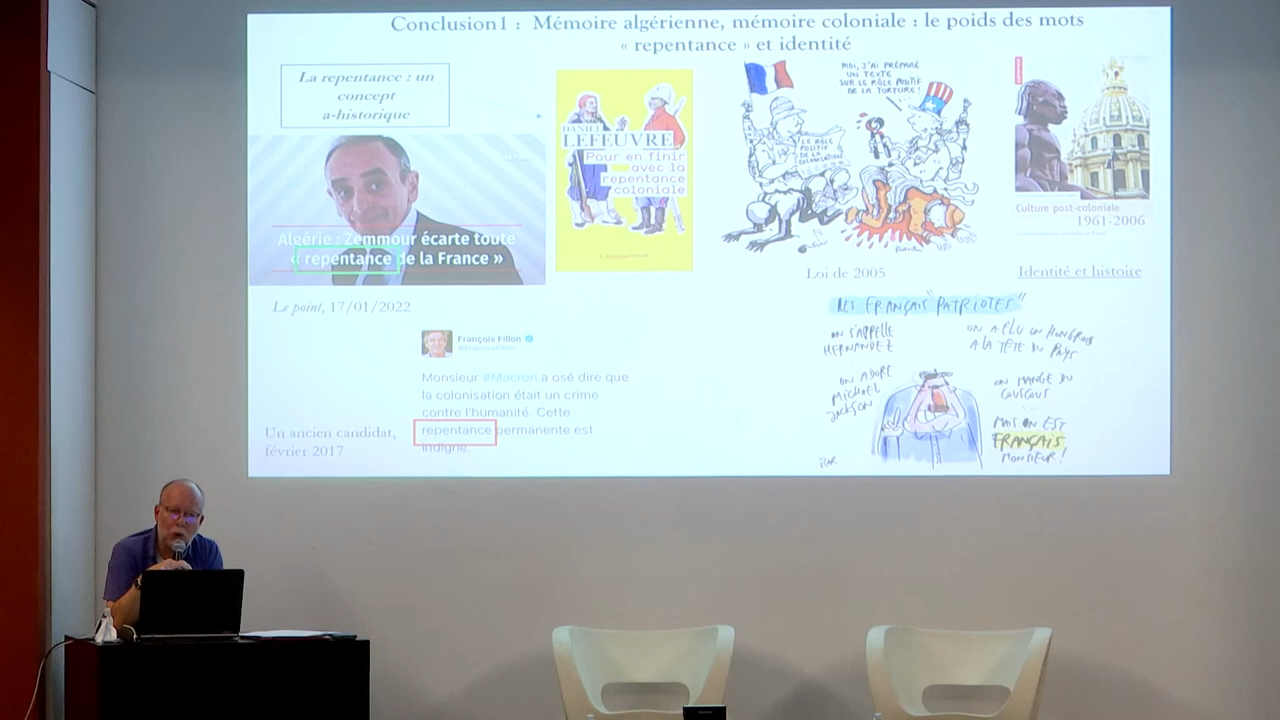 Conclusion1 : Mémoire algérienne, mémoire coloniale : le poids des mots
« repentance » et identité
La repentance : un
concept
a-historique
Algérie : Zemmour écarte toute
« repentance de la France »
Le point, 17/01/2022
DANIEL
LEFEUVRE
Pour en finir
avec la
repentance
coloniale
MOI, J'AI PRÉPARÉ
UN TEXTE
SUR LE RÔLE POSITIF
DE LA TORTURE !
LE RÔLE
POSITIF
DE LA
COLONISATION
Loi de 2005
Culture post-coloniale
1961-2006
Identité et histoire
François Fillon
Monsieur #Macron a osé dire que
la colonisation était un crime
contre l'humanité. Cette
repentance permanente est
indigne.
Un ancien candidat,
février 2017
LES FRANÇAIS "PATRIOTES"
ON S'APPELLE
HERNANDEZ
ON A ÉLU UN HONGROIS
A LA TÊTE DU PAYS
ON ADORE
MICHAEL
JACKSON
ON MANGE DU
COUSCOUS
...
MAIS ON EST
FRANÇAIS,
MONSIEUR !